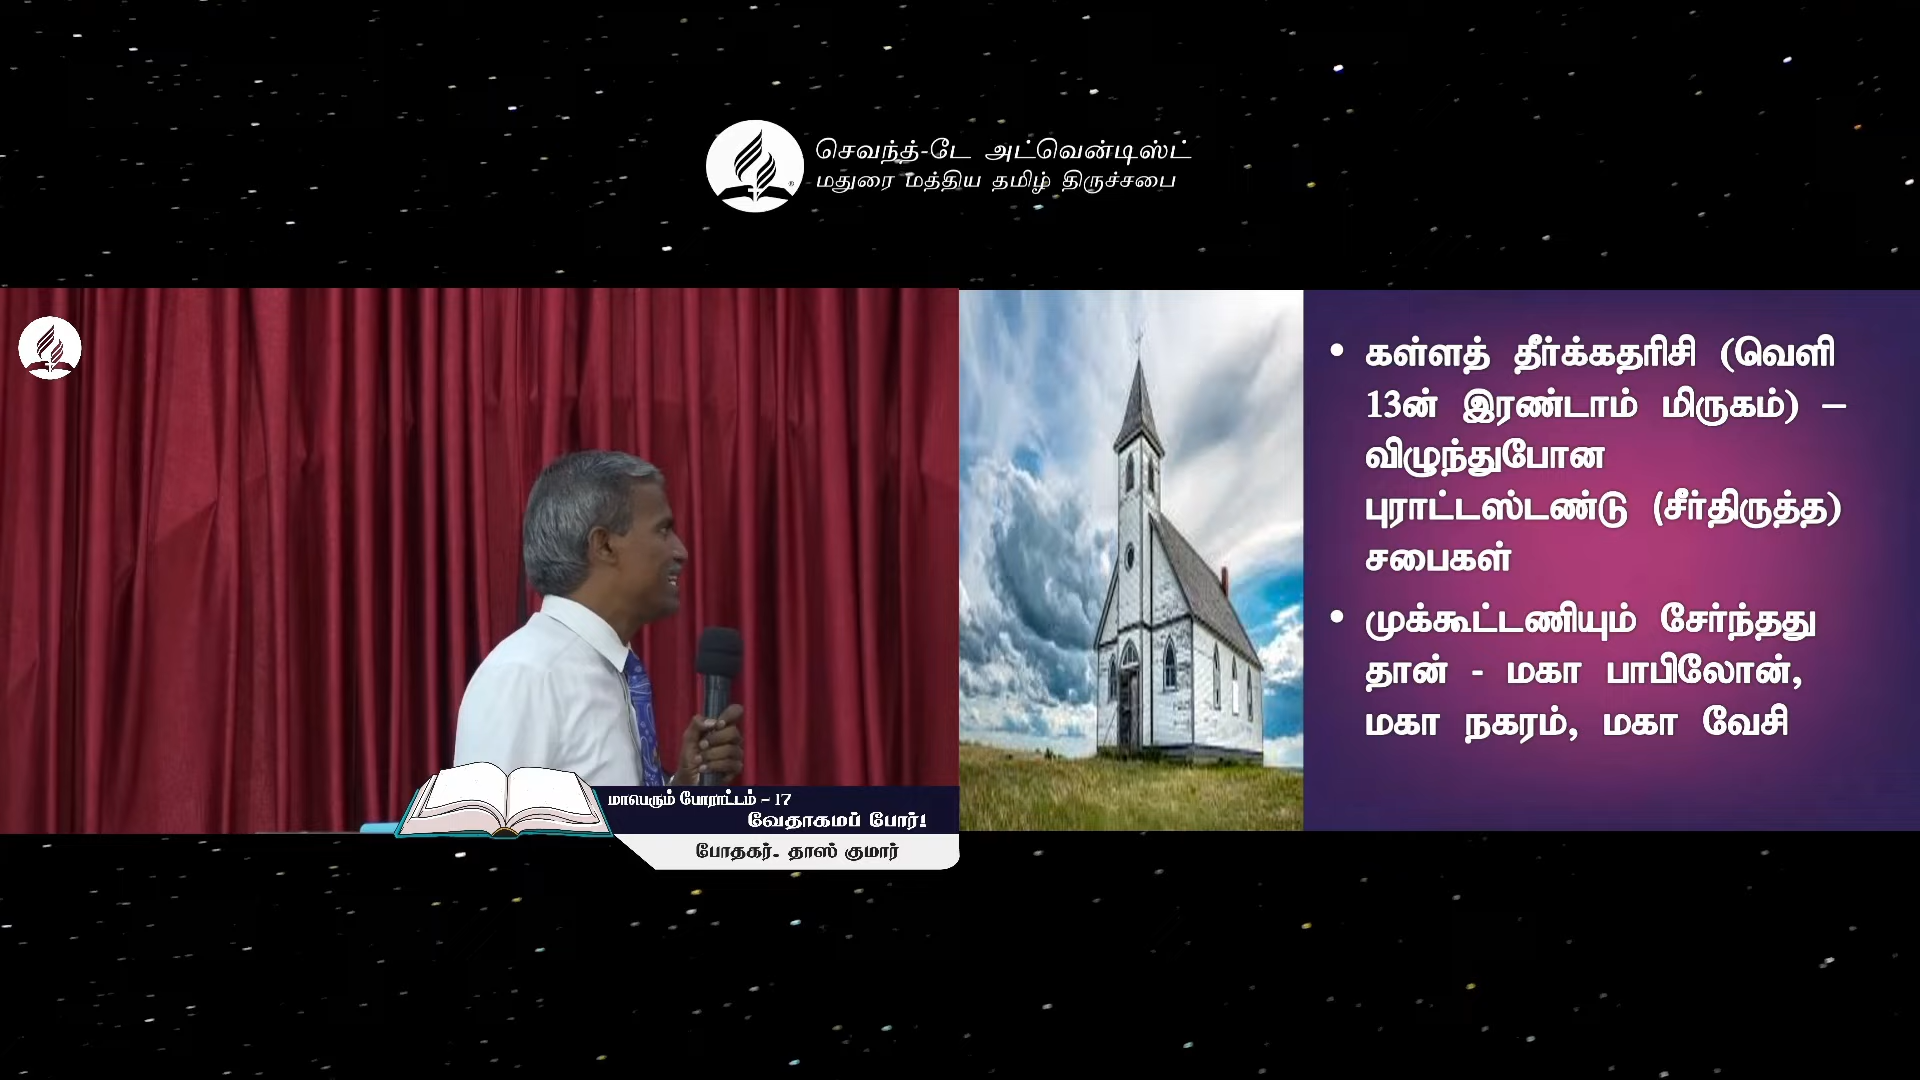 செவந்த்-டே அட்வென்டிஸ்ட்
மதுரை மத்திய தமிழ் திருச்சபை
• கள்ளத் தீர்க்கதரிசி (வெளி
13ன் இரண்டாம் மிருகம்) –
விழுந்துபோன
புராட்டஸ்டண்டு (சீர்திருத்த)
சபைகள்
• முக்கூட்டணியும் சேர்ந்தது
தான் - மகா பாபிலோன்,
மகா நகரம், மகா வேசி
மாபெரும் போராட்டம் – 17
வேதாகமப் போர்!
போதகர். தாஸ் குமார்